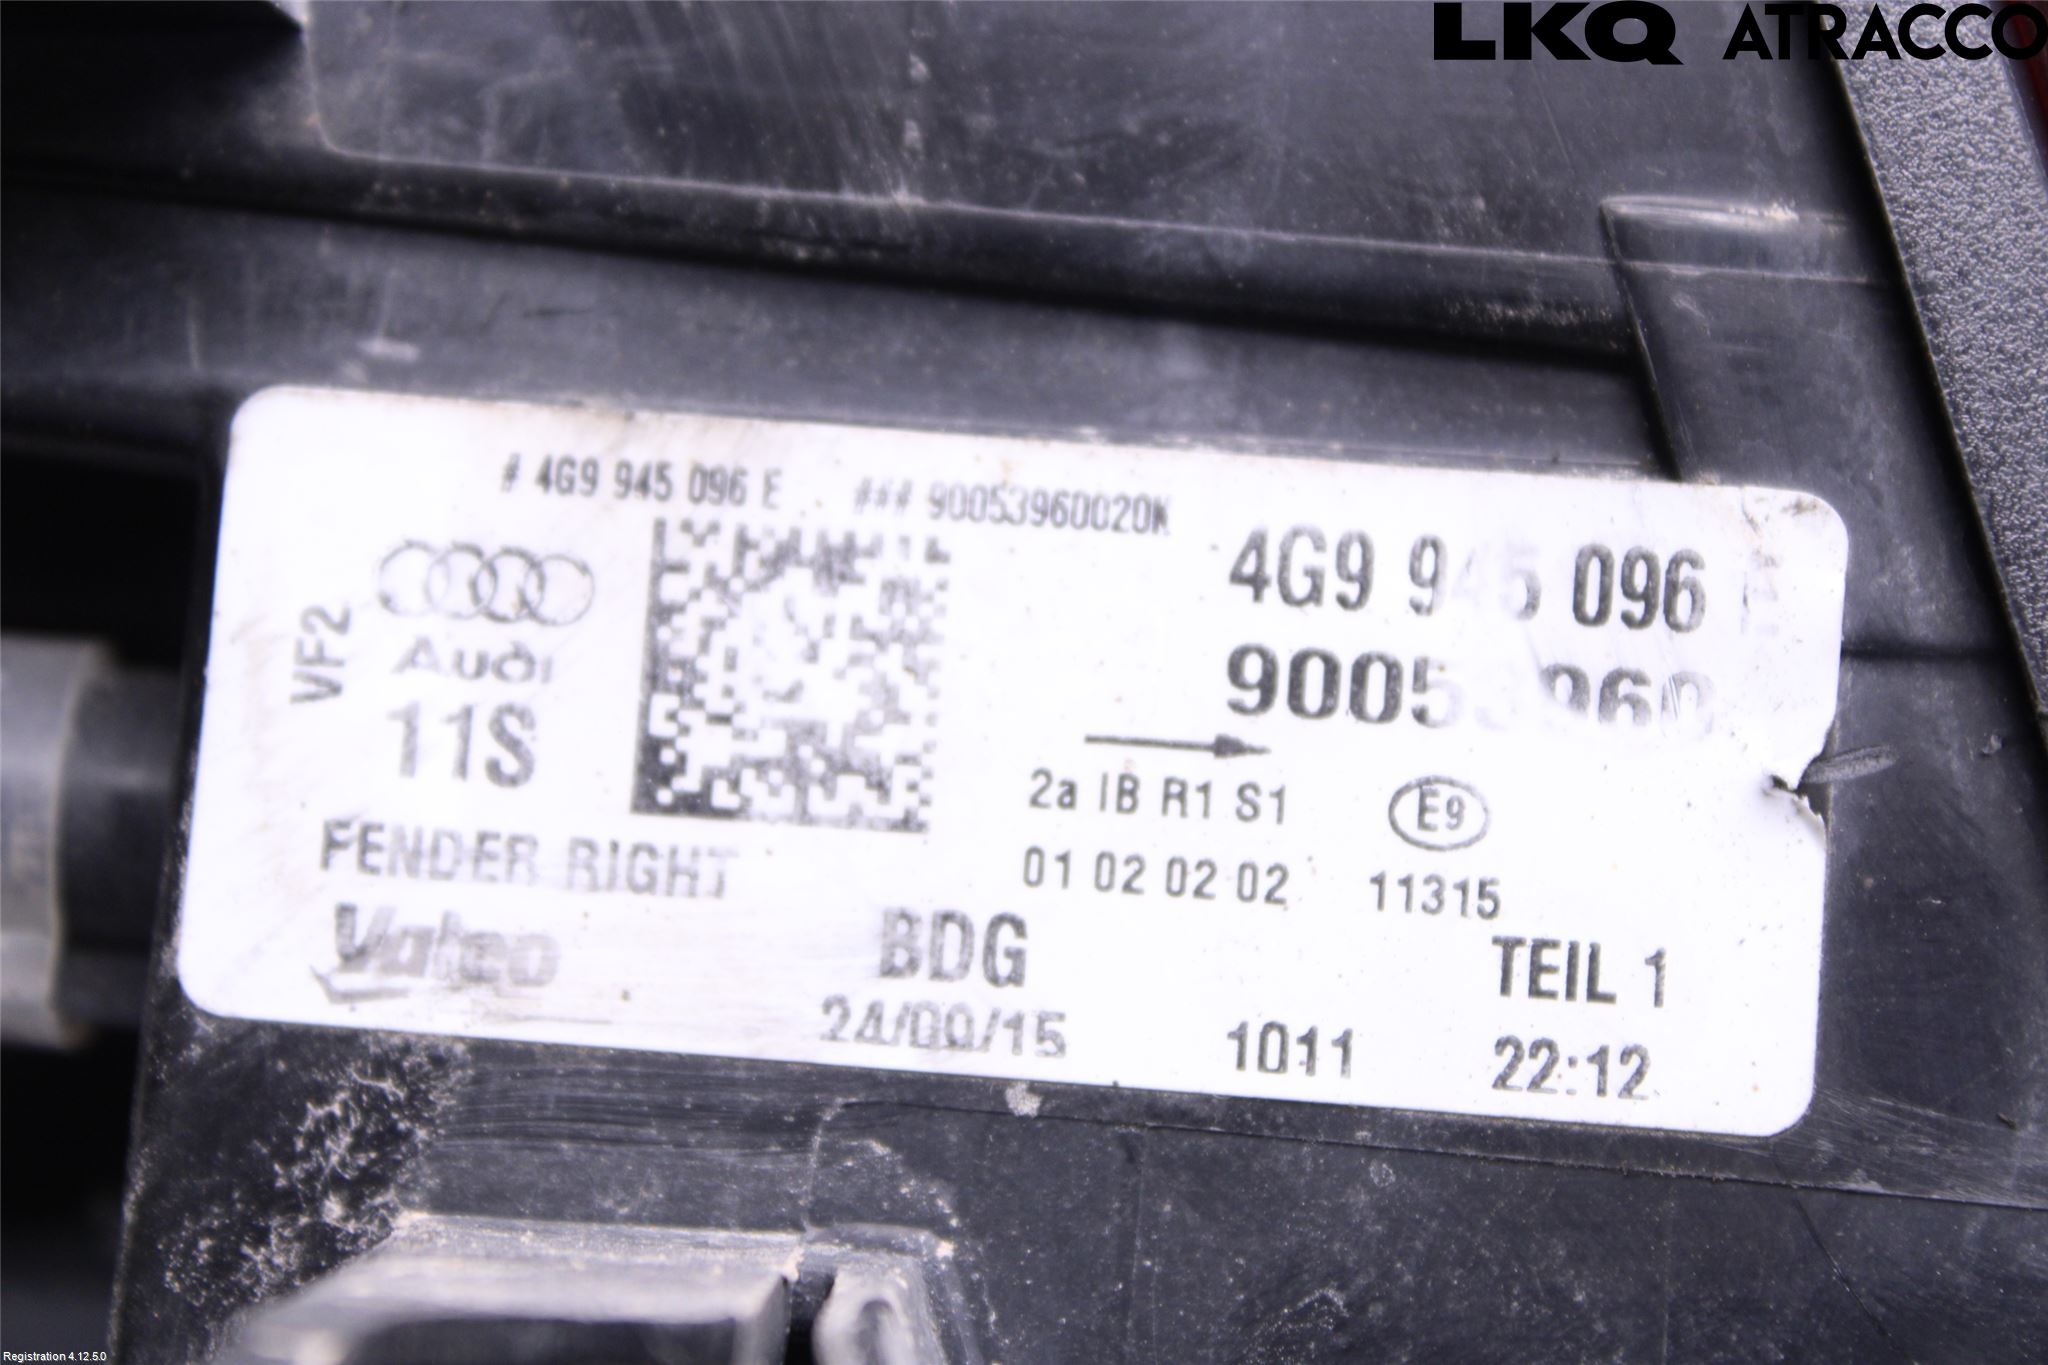 LKQ ATRACCO
# 4G9 945 096 E ### 90053960020K
4G9 945 096 E
90053960
VF2
Audi
11S
2a IB R1 S1 E9
01 02 02 02 11315
FENDER RIGHT
Valeo
BDG
TEIL 1
24/09/15 1011 22:12
Registration 4.12.5.0